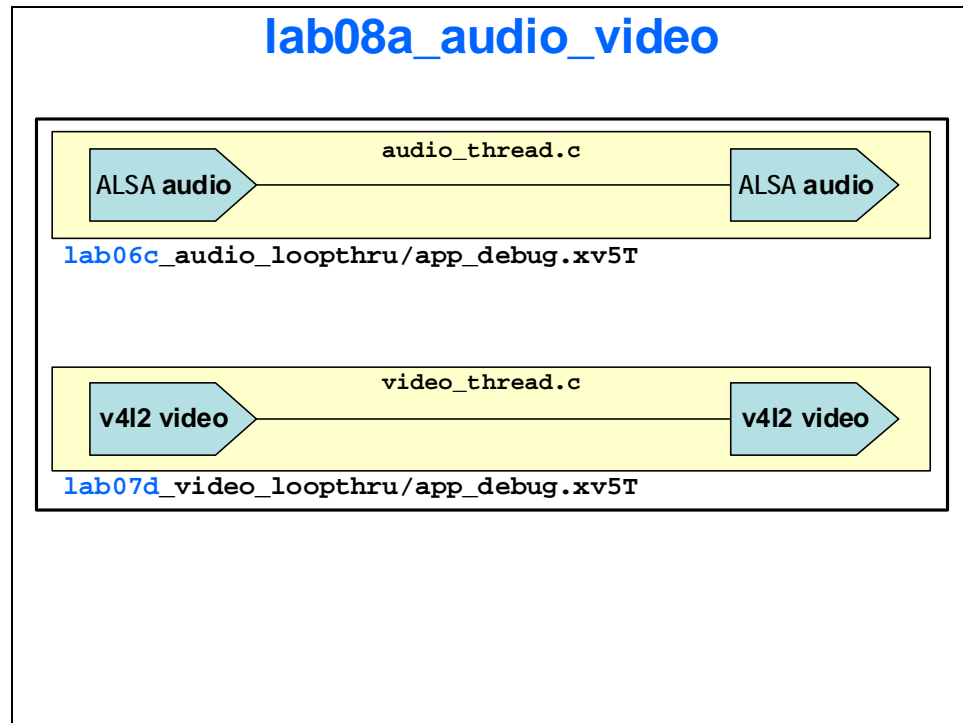 lab08a_audio_video
audio_thread.c
ALSA audio
ALSA audio
lab06c_audio_loopthru/app_debug.xv5T
video_thread.c
v4l2 video
v4l2 video
lab07d_video_loopthru/app_debug.xv5T